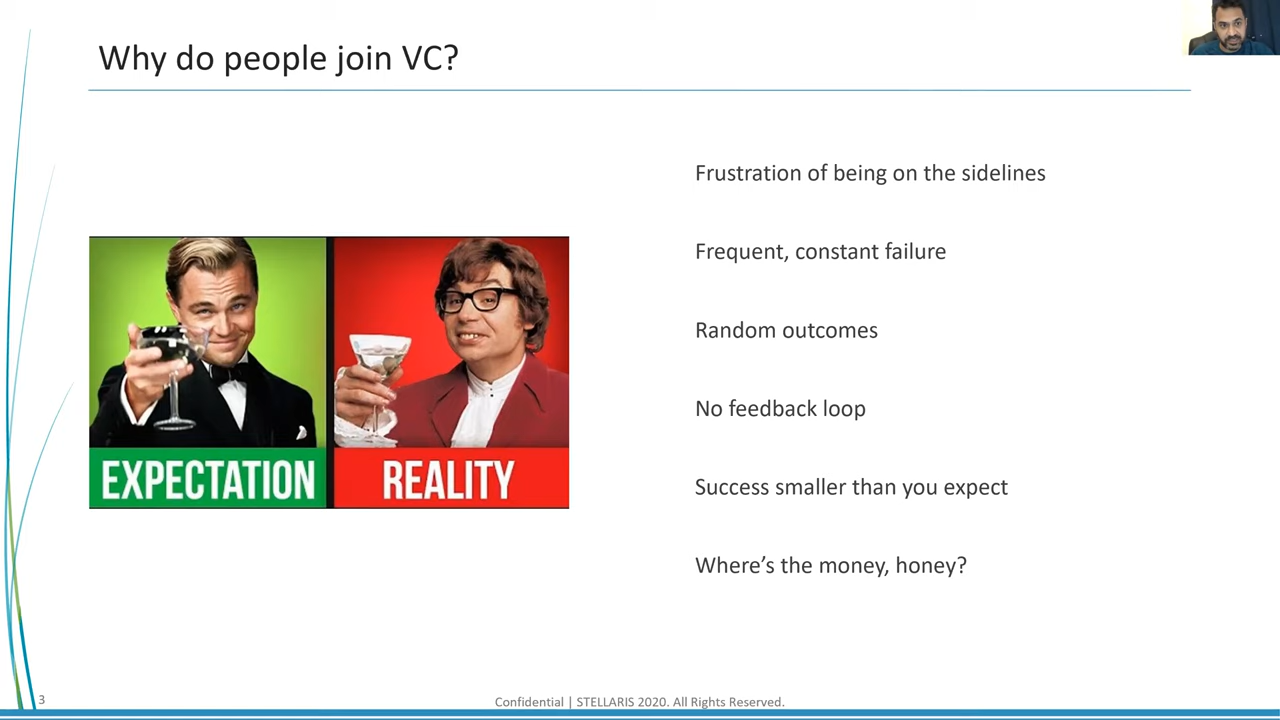 Why do people join VC?
Frustration of being on the sidelines
Frequent, constant failure
Random outcomes
No feedback loop
Success smaller than you expect
Where’s the money, honey?
EXPECTATION
REALITY
3
Confidential | STELLARIS 2020. All Rights Reserved.